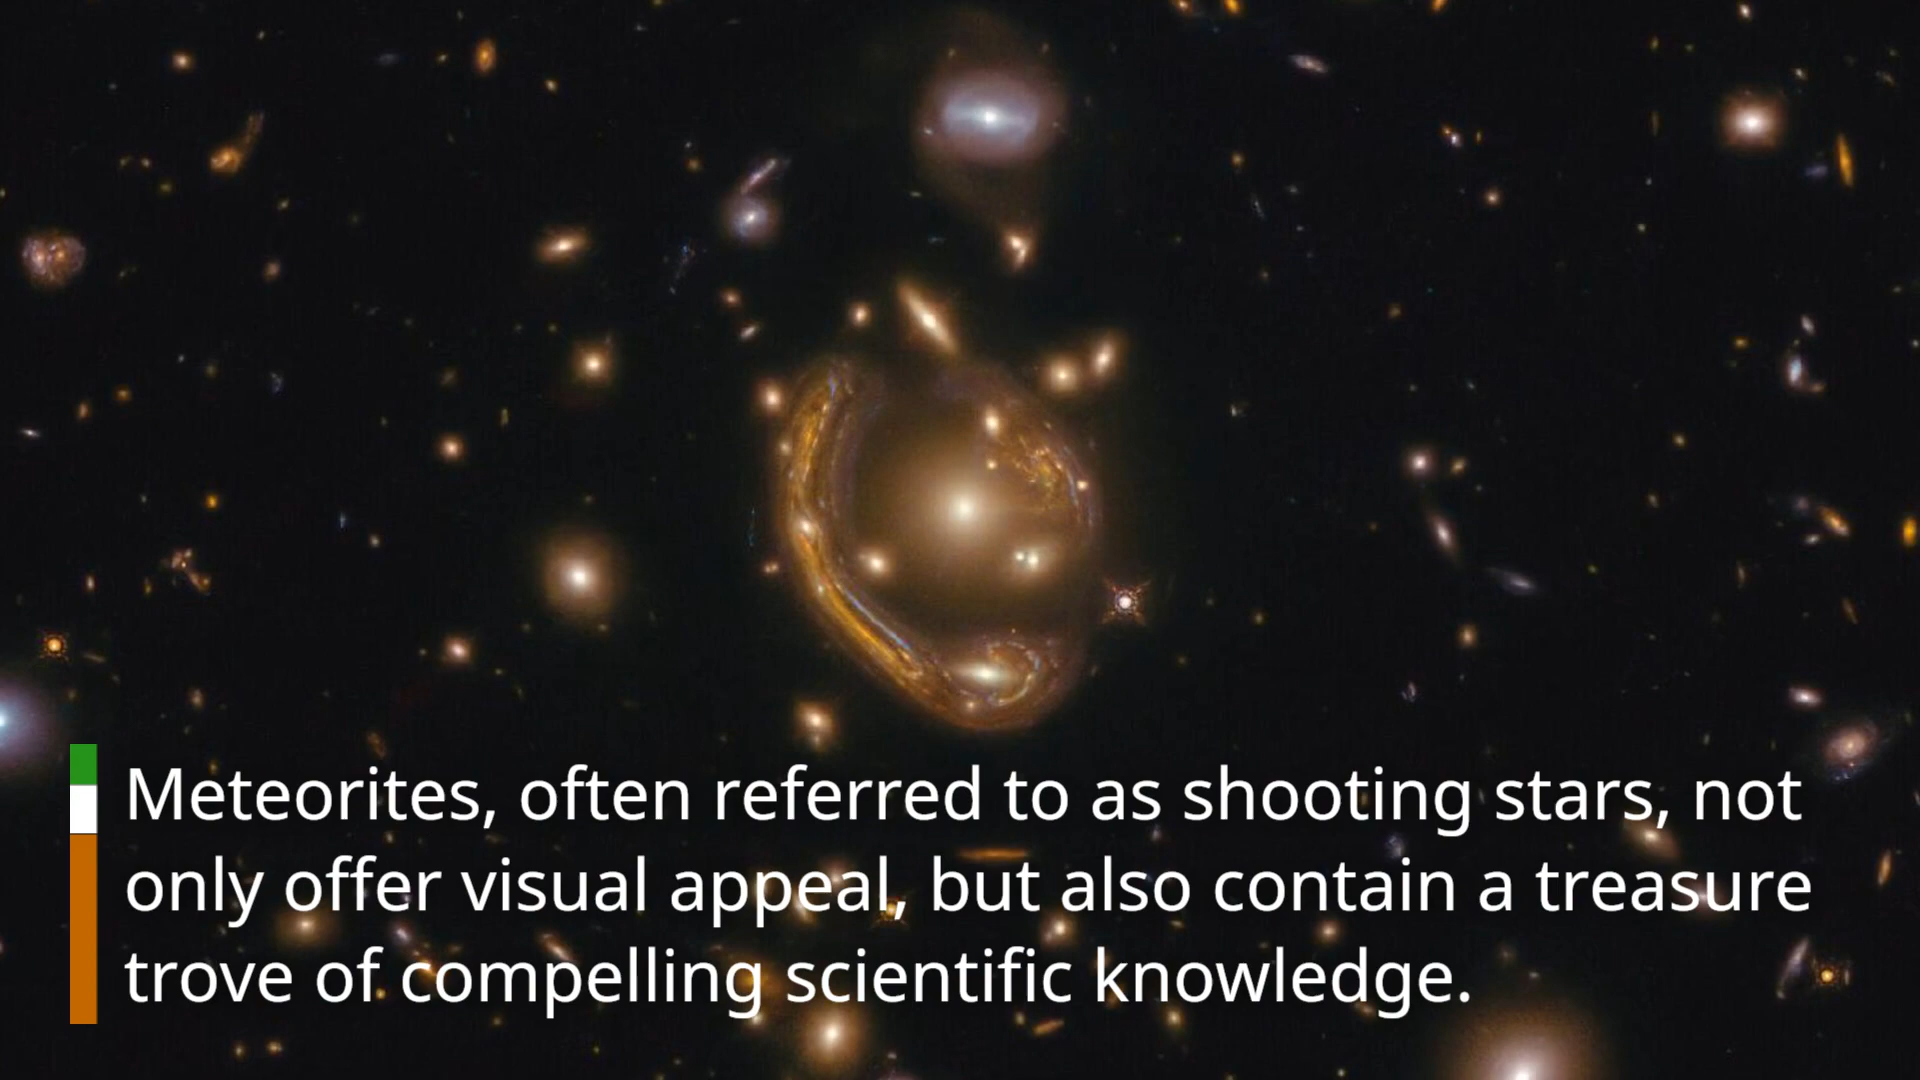 Meteorites, often referred to as shooting stars, not
only offer visual appeal, but also contain a treasure
trove of compelling scientific knowledge.